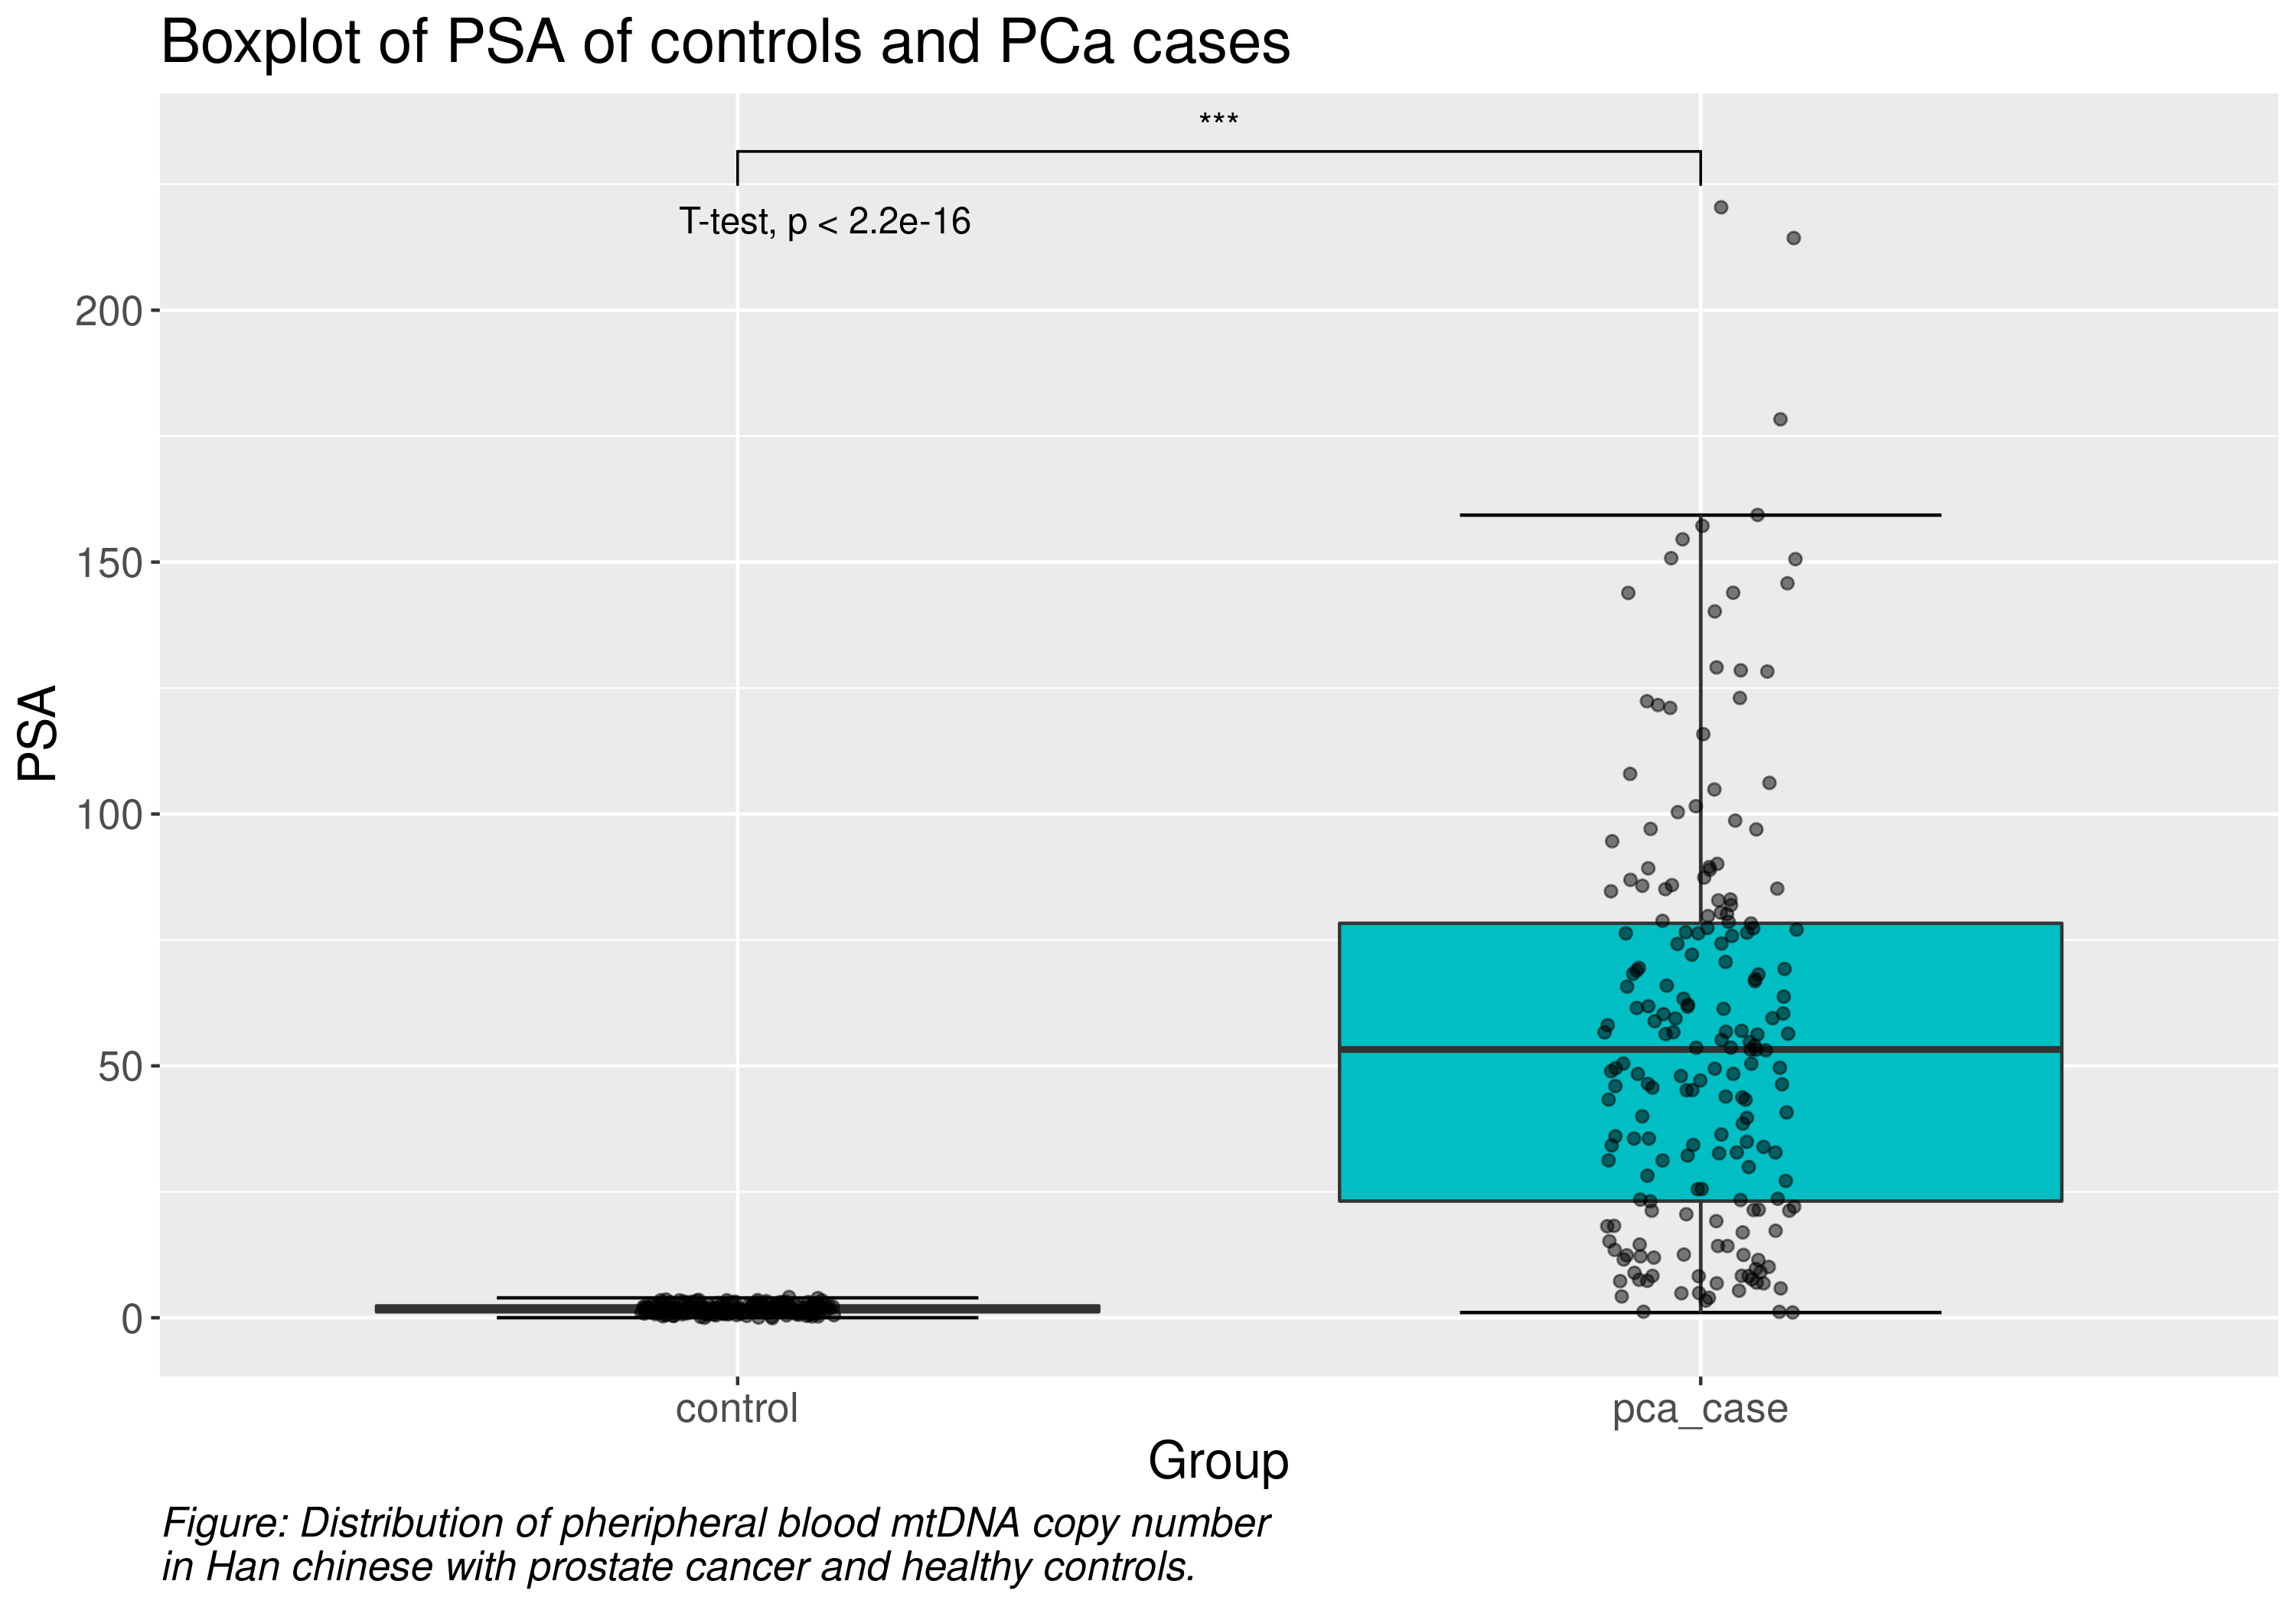 Boxplot of PSA of controls and PCa cases
***
T-test, p < 2.2e-16
PSA
200
150
100
50
0
control
pca_case
Group
Figure: Distribution of pheripheral blood mtDNA copy number
in Han chinese with prostate cancer and healthy controls.